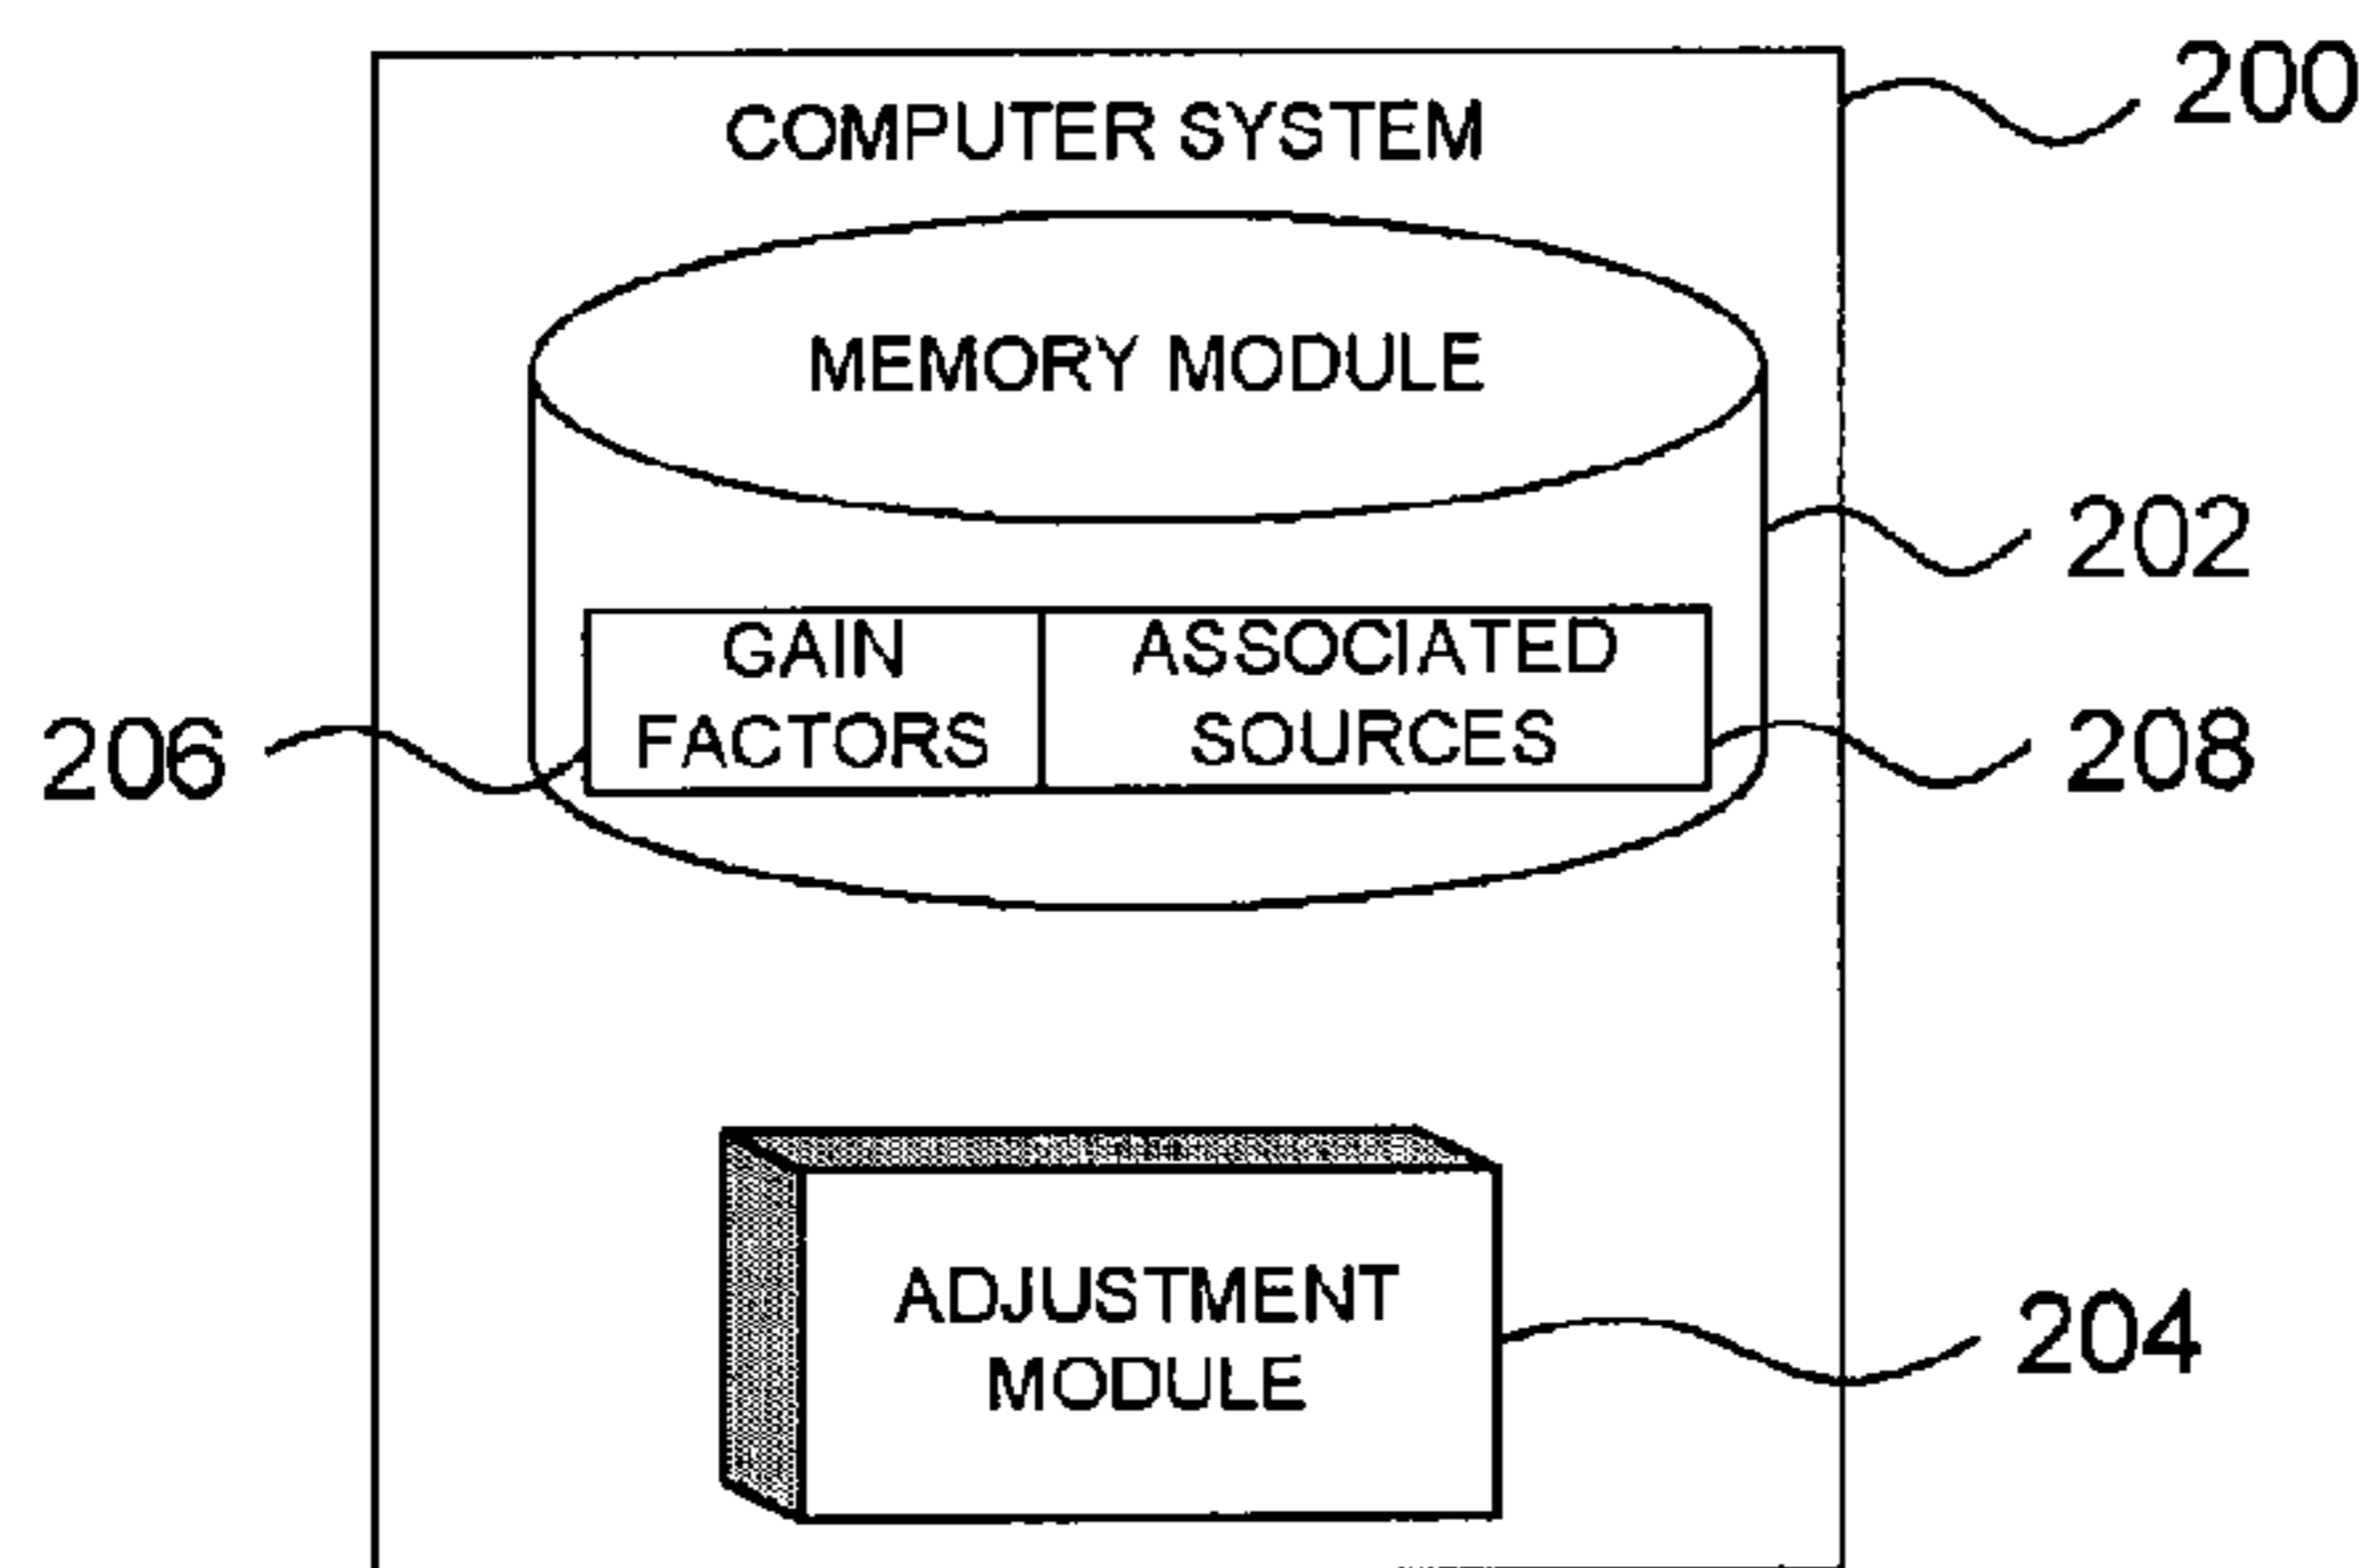 200
COMPUTER SYSTEM
MEMORY MODULE
202
GAIN
FACTORS
ASSOCIATED
SOURCES
206
208
ADJUSTMENT
MODULE
204